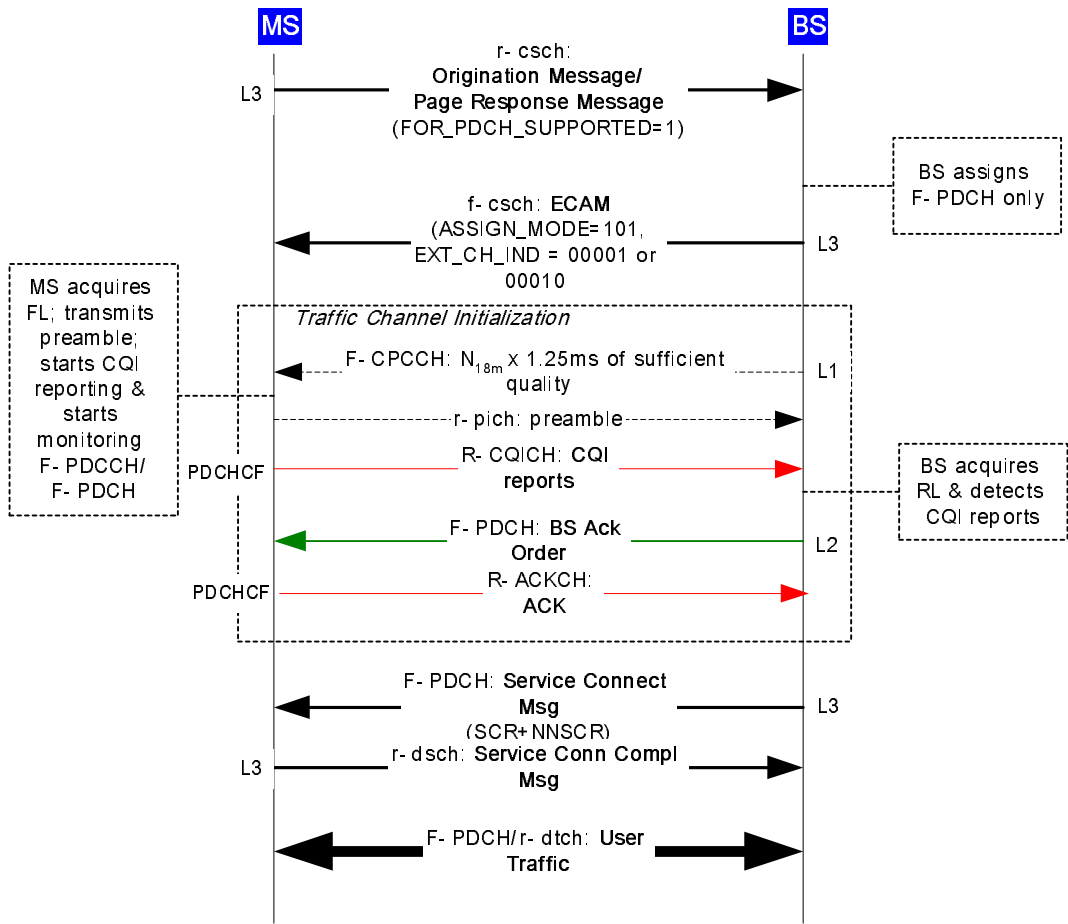 MS
BS
r- csch:
Origination Message/
Page Response Message
(FOR_PDCH_SUPPORTED=1)
L3
BS assigns
F- PDCH only
f- csch: ECAM
(ASSIGN_MODE=101,
EXT_CH_IND = 00001 or
00010
L3
MS acquires
FL; transmits
preamble;
starts CQI
reporting &
starts
monitoring
F- PDCCH/
F- PDCH
Traffic Channel Initialization
F- CPCCH: N18m x 1.25ms of sufficient
quality
L1
r- pich: preamble
PDCHCF
R- CQICH: CQI
reports
BS acquires
RL & detects
CQI reports
F- PDCH: BS Ack
Order
L2
PDCHCF
R- ACKCH:
ACK
F- PDCH: Service Connect
Msg
(SCR+NNSCR)
L3
L3
r- dsch: Service Conn Compl
Msg
F- PDCH/r- dtch: User
Traffic